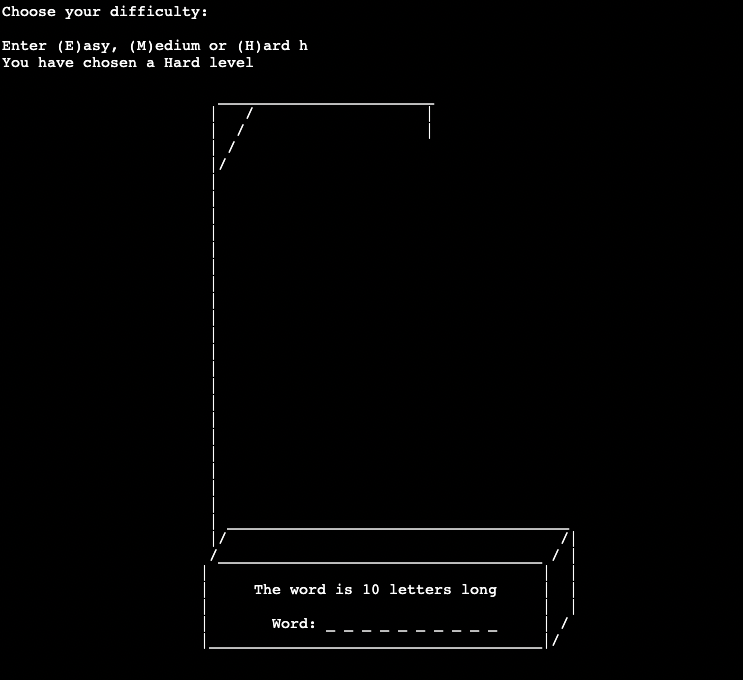 Choose your difficulty:
Enter (E)asy, (M)edium or (H)ard h
You have chosen a Hard level
The word is 10 letters long
Word: _ _ _ _ _ _ _ _ _ _